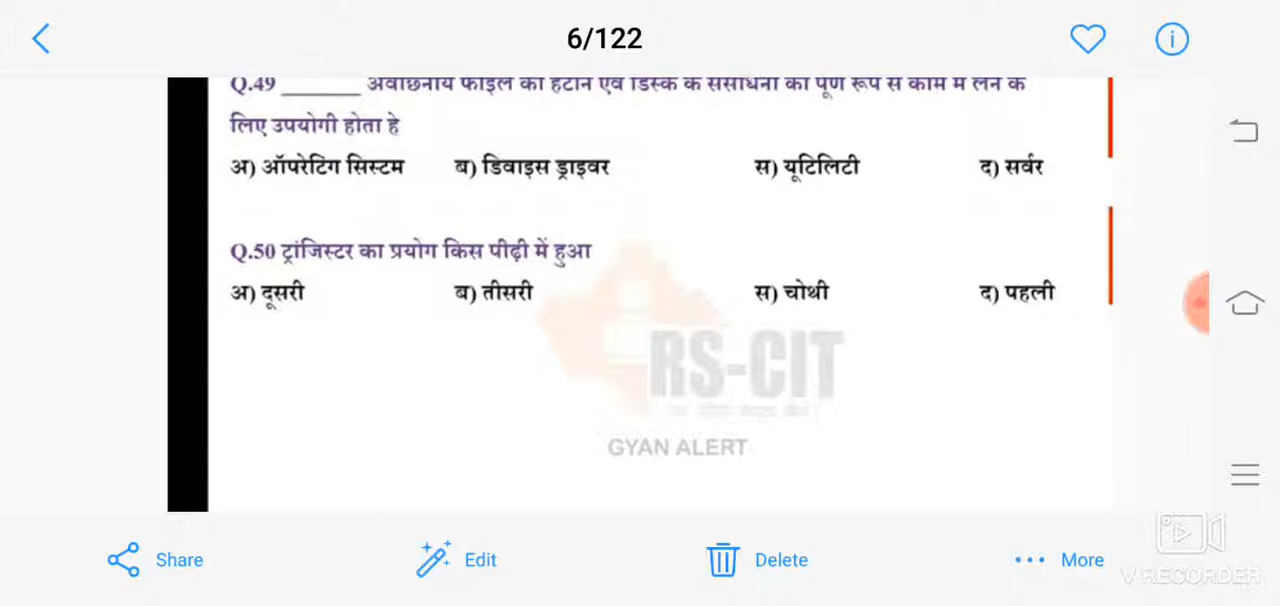 6/122
Q.49 ________ अवांछनीय फाइल को हटाने एवं डिस्क के संसाधनों को पूर्ण रूप से काम में लेने के
लिए उपयोगी होता हे
अ) ऑपरेटिंग सिस्टम ब) डिवाइस ड्राइवर स) यूटिलिटी द) सर्वर
Q.50 ट्रांजिस्टर का प्रयोग किस पीढ़ी में हुआ
अ) दूसरी ब) तीसरी स) चोथी द) पहली
RS-CIT
GYAN ALERT
Share Edit Delete More
V RECORDER